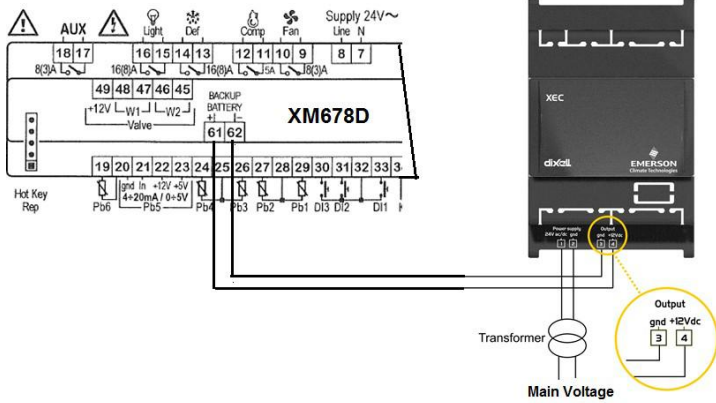 AUX
Light
Def
Comp
Fan
Supply 24V~
Line N
18 17 16 15 14 13 12 11 10 9 8 7
8(3)A 16(8)A 16(8)A 5A 8(3)A
49 48 47 46 45
+12V W1 W2
Valve
BACKUP
BATTERY
+ -
61 62
XM678D
19 20 21 22 23 24 25 26 27 28 29 30 31 32 33 3
gnd In +12V +5V
4÷20mA / 0÷5V
Pb6 Pb5 Pb4 Pb3 Pb2 Pb1 DI3 DI2 DI1
Hot Key
Rep
XEC
dixell
EMERSON
Climate Technologies
Power supply
24V ac/dc gnd
Output
gnd +12Vdc
1 2 3 4
Output
gnd +12Vdc
3 4
Transformer
Main Voltage